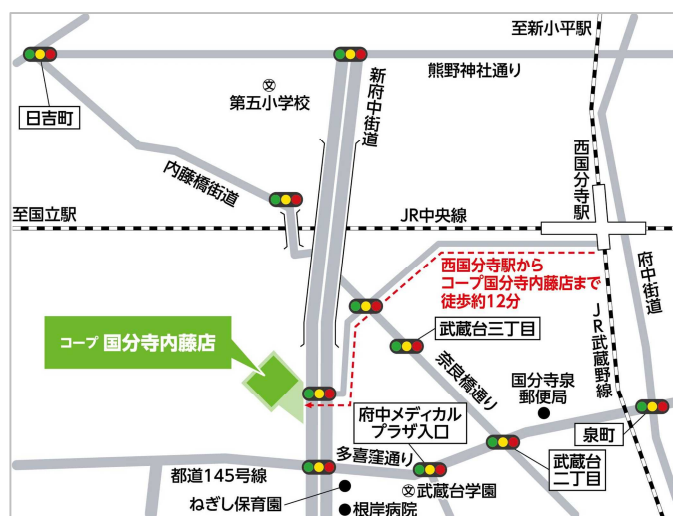 至新小平駅
熊野神社通り
文
第五小学校
新府中街道
日吉町
内藤橋街道
西国分寺駅
至国立駅
JR中央線
西国分寺駅から
コープ国分寺内藤店まで
徒歩約12分
府中街道
JR武蔵野線
武蔵台三丁目
コープ 国分寺内藤店
奈良橋通り
国分寺泉
郵便局
府中メディカル
プラザ入口
泉町
多喜窪通り
武蔵台
二丁目
都道145号線
ねぎし保育園
文武蔵台学園
根岸病院